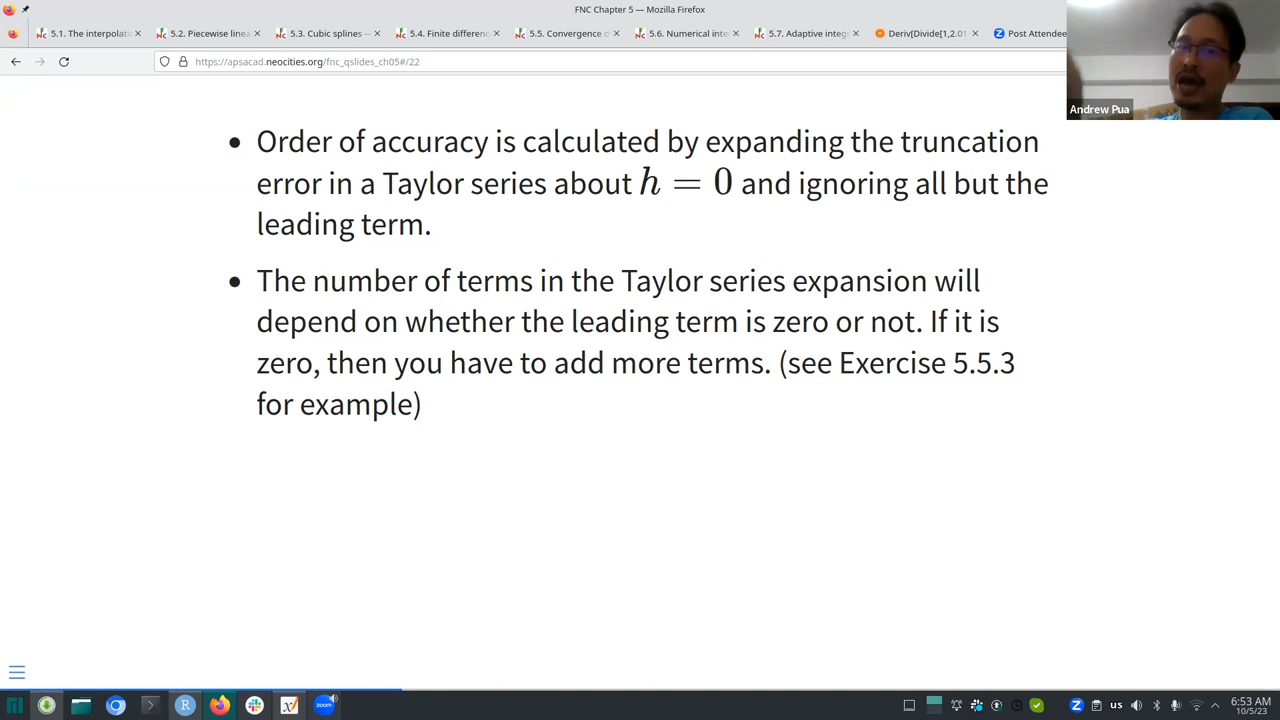 FNC Chapter 5 — Mozilla Firefox
5.1. The interpolati
5.2. Piecewise linea
5.3. Cubic splines —
5.4. Finite differenc
5.5. Convergence o
5.6. Numerical inte
5.7. Adaptive integ
Deriv[Divide[1,2.01
Post Attendee
https://apsacad.neocities.org/fnc_qslides_ch05#/22
Andrew Pua
• Order of accuracy is calculated by expanding the truncation
error in a Taylor series about h = 0 and ignoring all but the
leading term.
• The number of terms in the Taylor series expansion will
depend on whether the leading term is zero or not. If it is
zero, then you have to add more terms. (see Exercise 5.5.3
for example)
zoom
us
6:53 AM
10/5/23